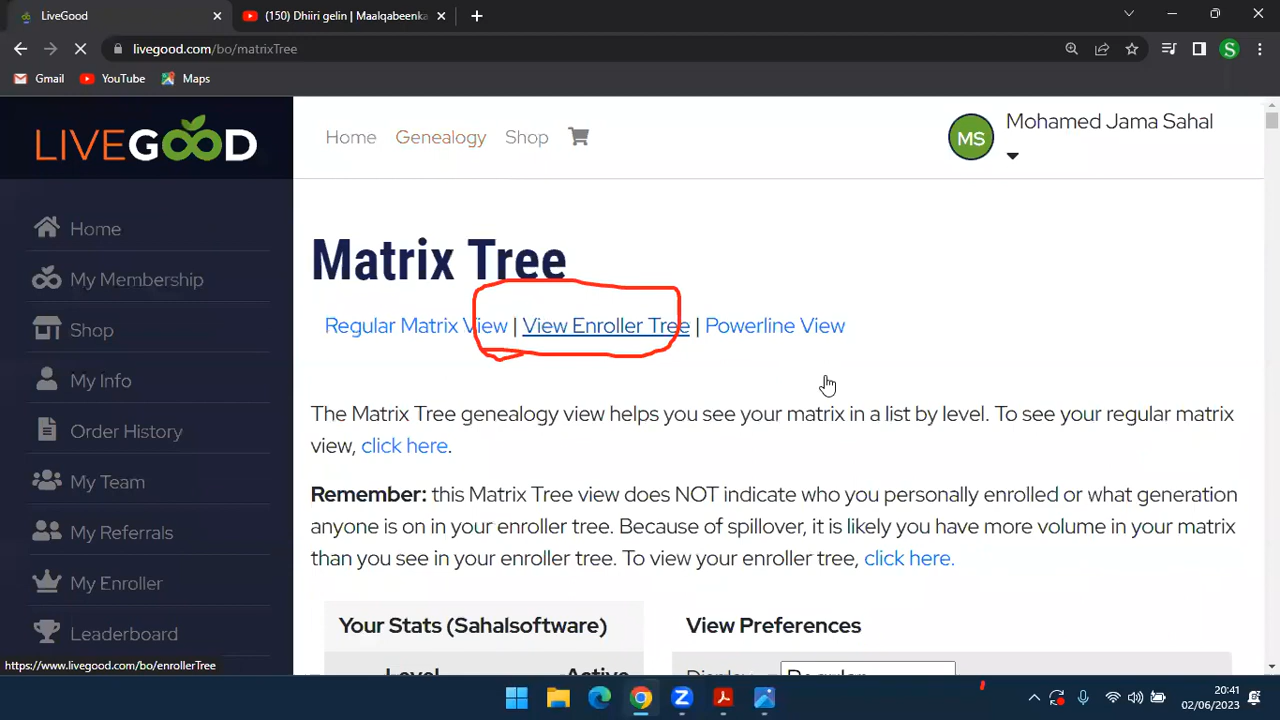 LiveGood
(150) Dhiiri gelin | Maalqabeenka
livegood.com/bo/matrixTree
S
Gmail
YouTube
Maps
LIVEGOOD
Home
Genealogy
Shop
MS
Mohamed Jama Sahal
Home
My Membership
Shop
My Info
Order History
My Team
My Referrals
My Enroller
Leaderboard
Matrix Tree
Regular Matrix View | View Enroller Tree | Powerline View
The Matrix Tree genealogy view helps you see your matrix in a list by level. To see your regular matrix
view, click here.
Remember: this Matrix Tree view does NOT indicate who you personally enrolled or what generation
anyone is on in your enroller tree. Because of spillover, it is likely you have more volume in your matrix
than you see in your enroller tree. To view your enroller tree, click here.
Your Stats (Sahalsoftware)
View Preferences
Level
Active
Display
Regular
https://www.livegood.com/bo/enrollerTree
20:41
02/06/2023